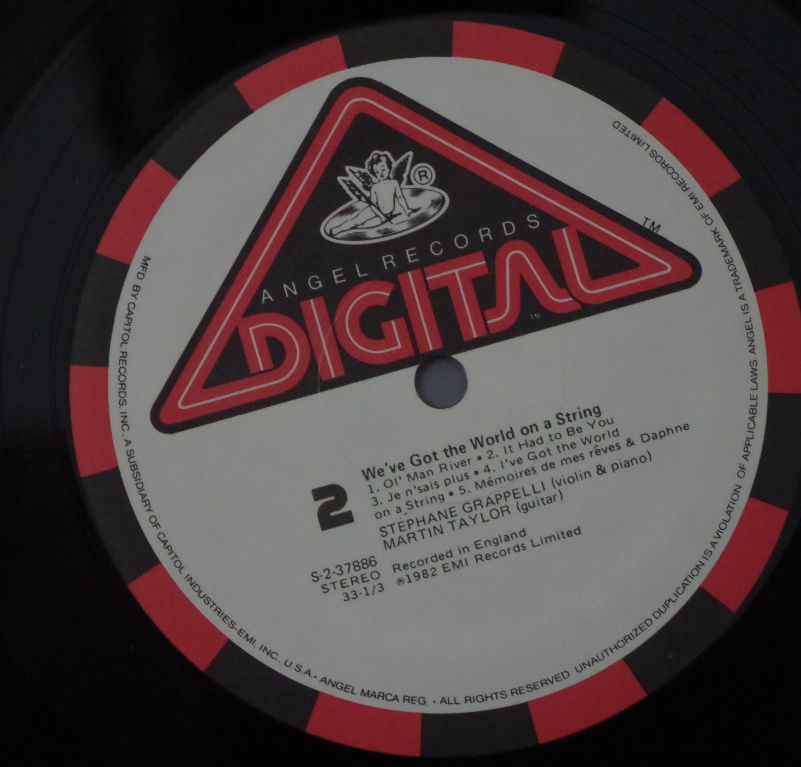 ®
ANGEL RECORDS
DIGITAL
TM
TM
We've Got the World on a String
1. Ol' Man River • 2. It Had to Be You
3. Je n'sais plus • 4. I've Got the World
on a String • 5. Mémoires de mes rêves & Daphne
STÉPHANE GRAPPELLI (violin & piano)
MARTIN TAYLOR (guitar)
2
S-2-37886
STEREO
33-1/3
Recorded in England
℗1982 EMI Records Limited
MFD BY CAPITOL RECORDS, INC. A SUBSIDIARY OF CAPITOL INDUSTRIES-EMI, INC. U.S.A. • ANGEL MARCA REG. • ALL RIGHTS RESERVED UNAUTHORIZED DUPLICATION IS A VIOLATION OF APPLICABLE LAWS ANGEL IS A TRADEMARK OF EMI RECORDS LIMITED